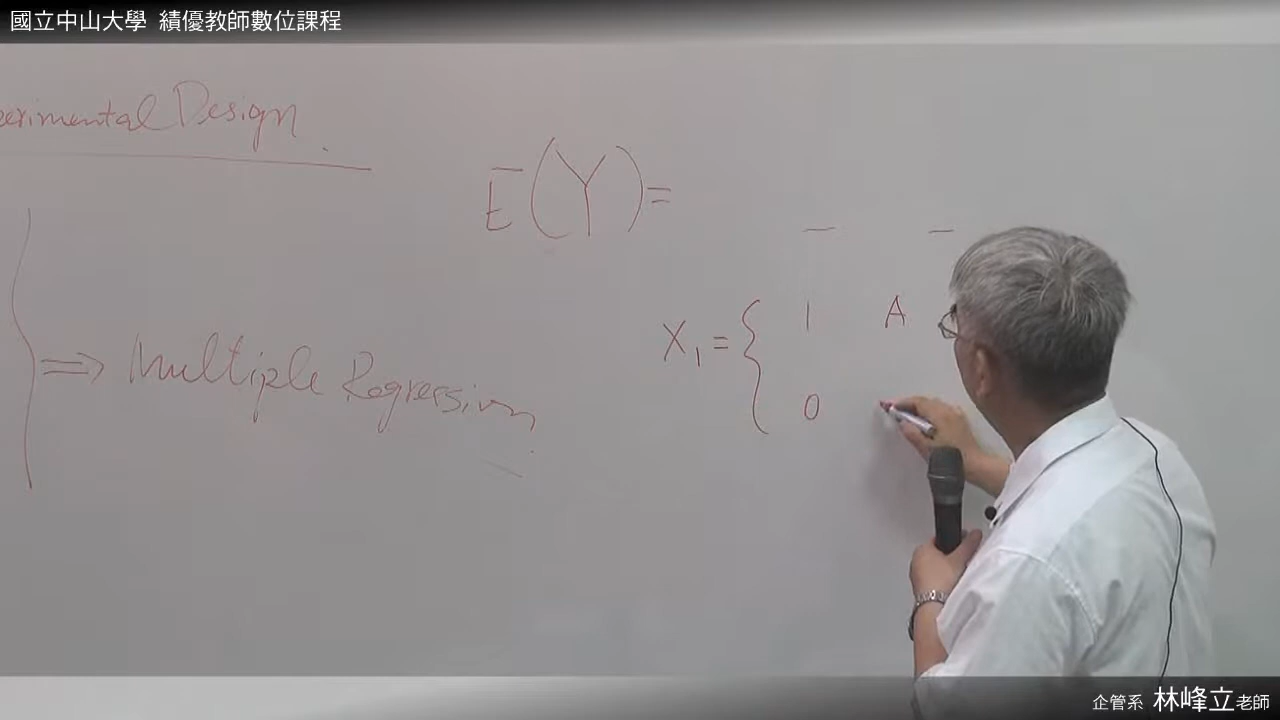 國立中山大學 績優教師數位課程
erimental Design
E(Y)=
X₁ = { 1 A
0
⇒ Multiple Regression
企管系 林峰立老師